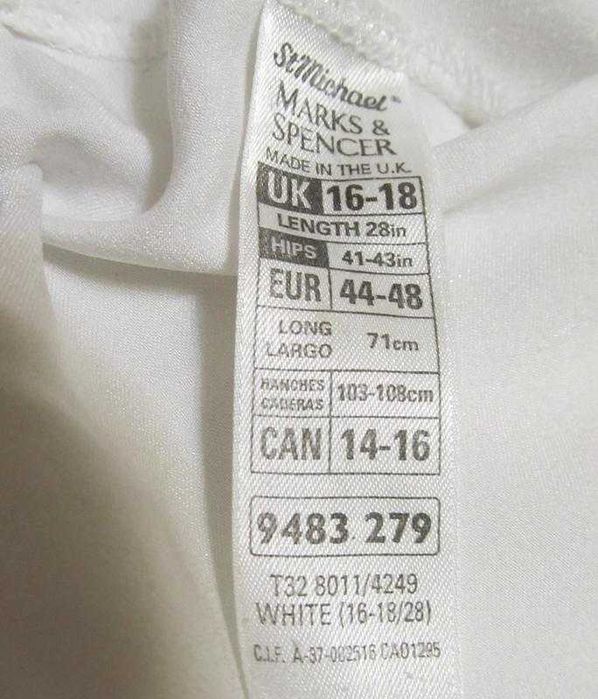 StMichael®
MARKS &
SPENCER
MADE IN THE U.K.
UK 16-18
LENGTH 28in
HIPS 41-43in
EUR 44-48
LONG 71cm
LARGO
HANCHES 103-108cm
CADERAS
CAN 14-16
9483 279
T32 8011/4249
WHITE (16-18/28)
C.I.F. A-37-002516 CA01295